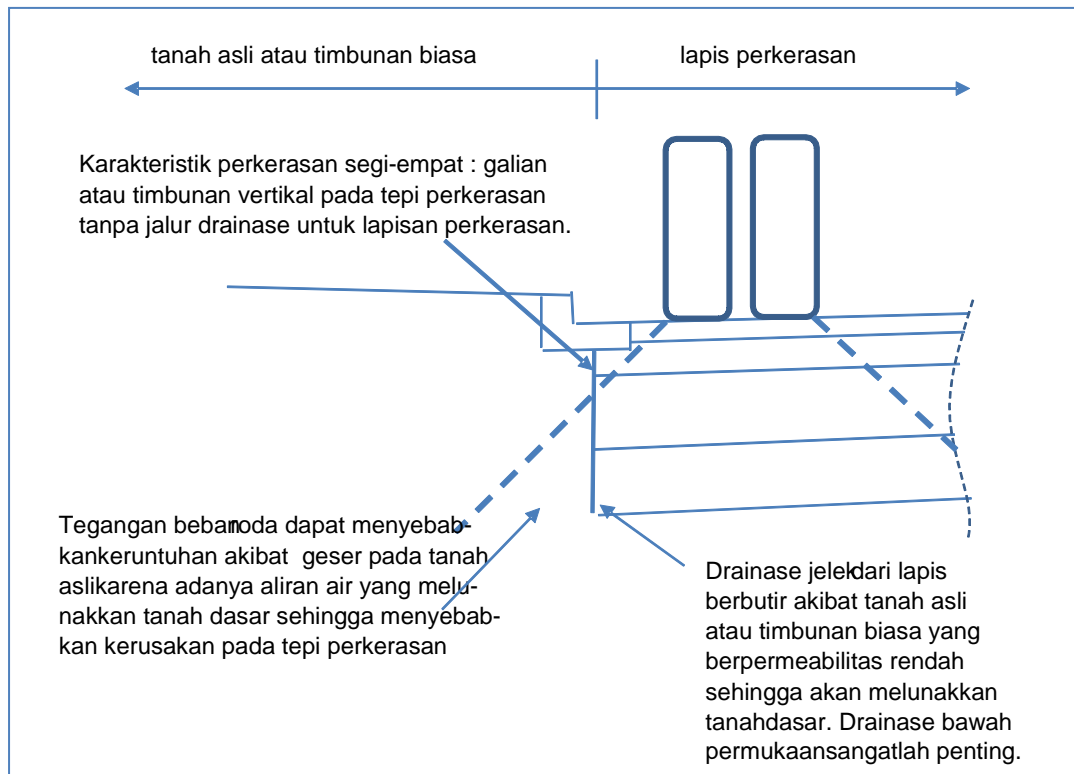 tanah asli atau timbunan biasa
lapis perkerasan
Karakteristik perkerasan segi-empat : galian
atau timbunan vertikal pada tepi perkerasan
tanpa jalur drainase untuk lapisan perkerasan.
Tegangan bebanroda dapat menyebab-
kankeruntuhan akibat geser pada tanah
aslikarena adanya aliran air yang melu-
nakkan tanah dasar sehingga menyebab-
kan kerusakan pada tepi perkerasan
Drainase jelekdari lapis
berbutir akibat tanah asli
atau timbunan biasa yang
berpermeabilitas rendah
sehingga akan melunakkan
tanahdasar. Drainase bawah
permukaansangatlah penting.